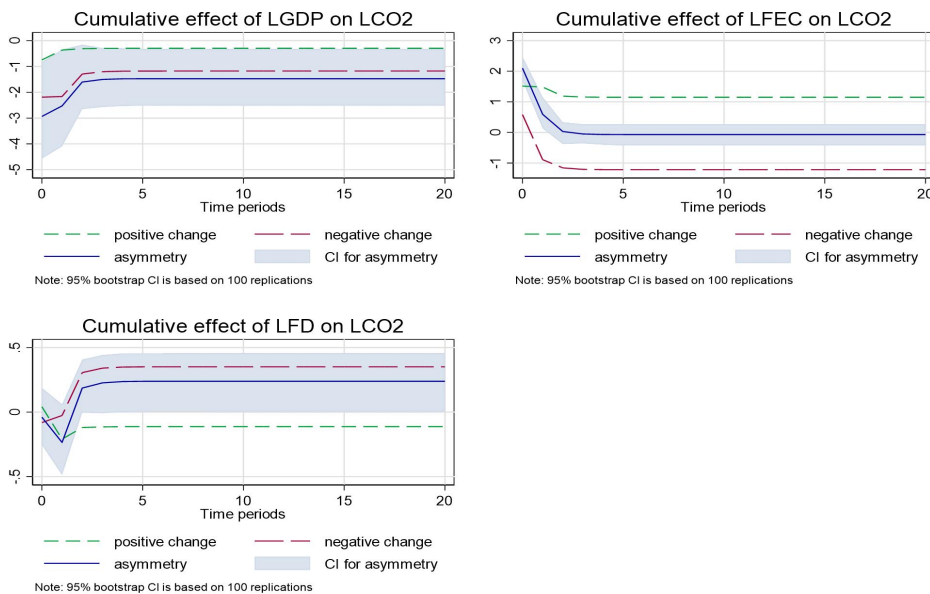 Cumulative effect of LGDP on LCO2
0
-1
-2
-3
-4
-5
0 5 10 15 20
Time periods
positive change negative change
asymmetry CI for asymmetry
Note: 95% bootstrap CI is based on 100 replications
Cumulative effect of LFEC on LCO2
3
2
1
0
-1
0 5 10 15 20
Time periods
positive change negative change
asymmetry CI for asymmetry
Note: 95% bootstrap CI is based on 100 replications
Cumulative effect of LFD on LCO2
.5
0
-.5
0 5 10 15 20
Time periods
positive change negative change
asymmetry CI for asymmetry
Note: 95% bootstrap CI is based on 100 replications